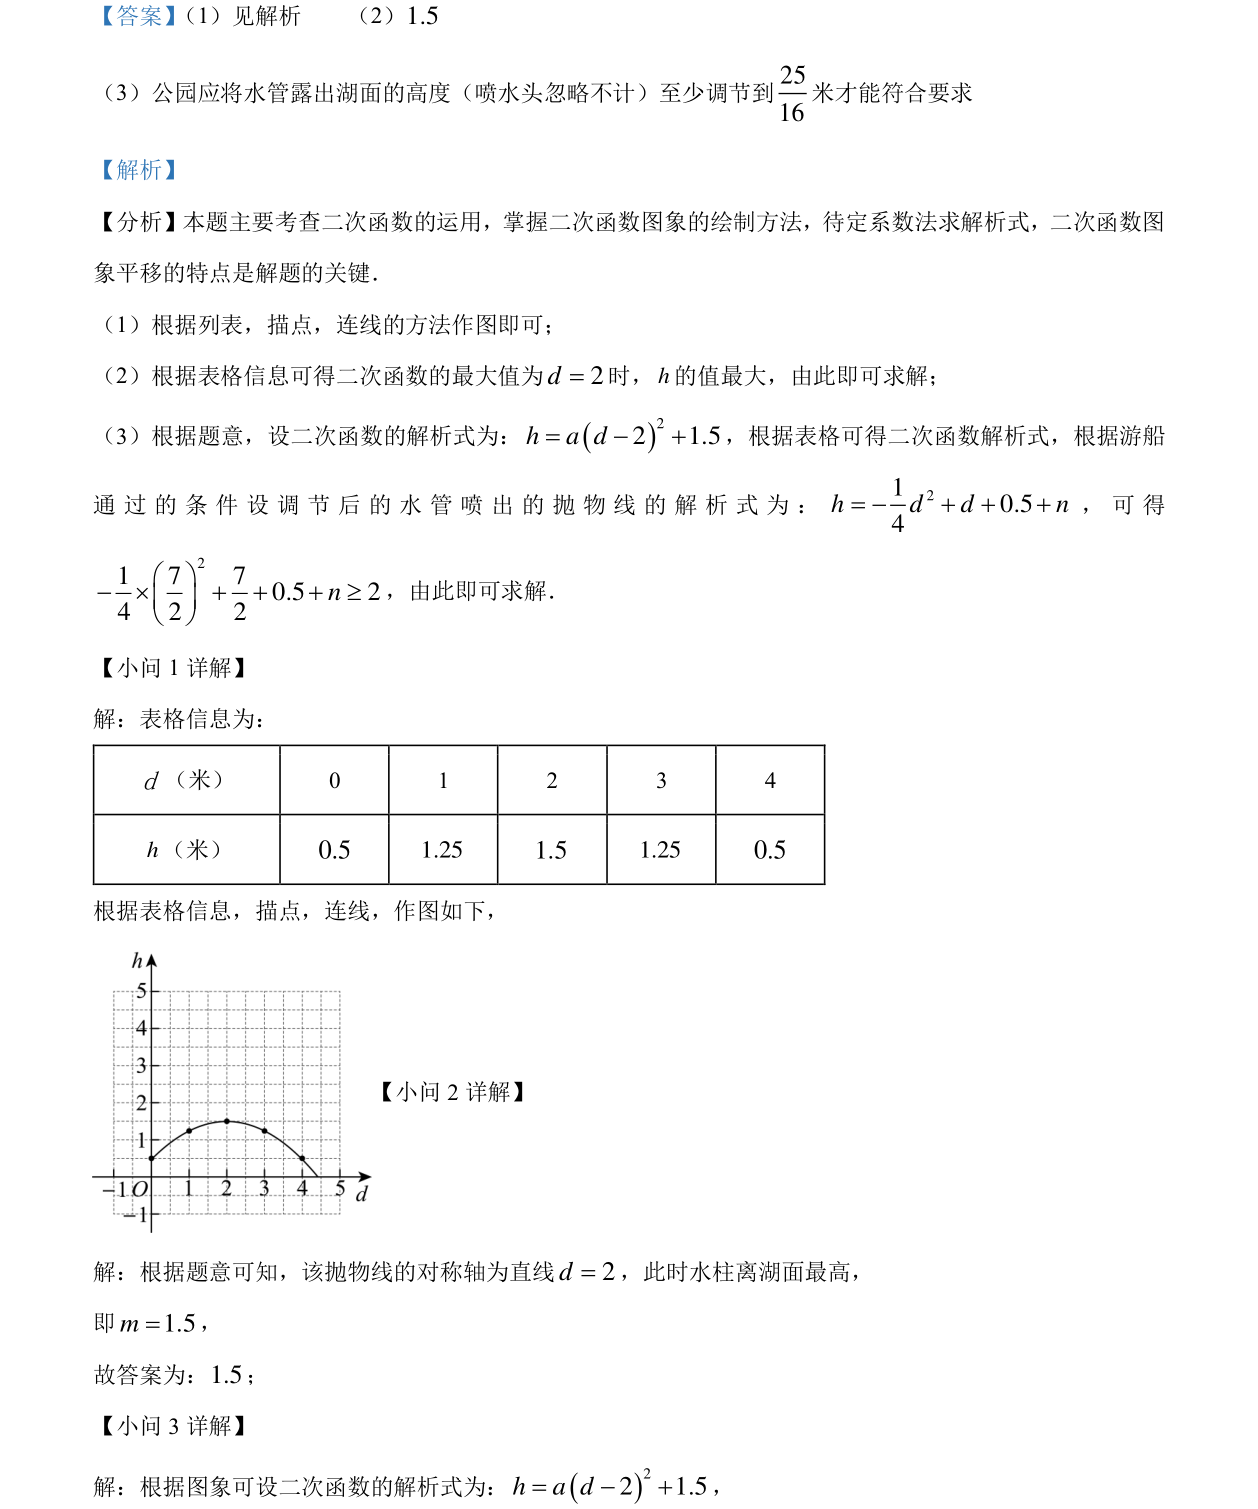 【答案】（1）见解析  （2）1.5
（3）公园应将水管露出湖面的高度（喷水头忽略不计）至少调节到 25/16 米才能符合要求
【解析】
【分析】本题主要考查二次函数的运用，掌握二次函数图象的绘制方法，待定系数法求解析式，二次函数图
象平移的特点是解题的关键．
（1）根据列表，描点，连线的方法作图即可；
（2）根据表格信息可得二次函数的最大值为 d = 2 时， h 的值最大，由此即可求解；
（3）根据题意，设二次函数的解析式为：h = a(d − 2)² + 1.5，根据表格可得二次函数解析式，根据游船
通过的条件设调节后的水管喷出的抛物线的解析式为：h = −1/4 d² + d + 0.5 + n ，可得
−1/4 × (7/2)² + 7/2 + 0.5 + n ≥ 2，由此即可求解．
【小问 1 详解】
解：表格信息为：
d（米） 0 1 2 3 4
h（米） 0.5 1.25 1.5 1.25 0.5
根据表格信息，描点，连线，作图如下，
h
5
4
3
2
1
−1 O 1 2 3 4 5 d
−1
【小问 2 详解】
解：根据题意可知，该抛物线的对称轴为直线 d = 2，此时水柱离湖面最高，
即 m = 1.5，
故答案为：1.5；
【小问 3 详解】
解：根据图象可设二次函数的解析式为：h = a(d − 2)² + 1.5，